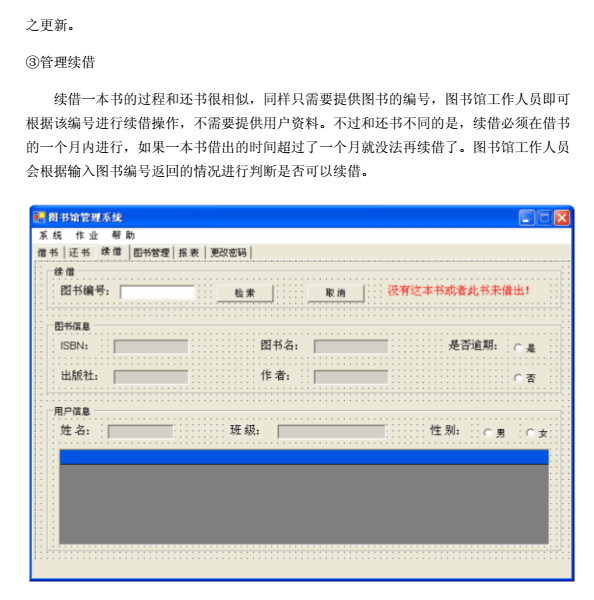 之更新。
③管理续借
续借一本书的过程和还书很相似，同样只需要提供图书的编号，图书馆工作人员即可
根据该编号进行续借操作，不需要提供用户资料。不过和还书不同的是，续借必须在借书
的一个月内进行，如果一本书借出的时间超过了一个月就没法再续借了。图书馆工作人员
会根据输入图书编号返回的情况进行判断是否可以续借。
图书馆管理系统
系统 作业 帮助
借书 还书 续借 图书管理 报表 更改密码
续借
图书编号： 检索 取消 没有这本书或者此书未借出！
图书信息
ISBN： 图书名： 是否逾期： 是
出版社： 作者： 否
用户信息
姓名： 班级： 性别： 男 女